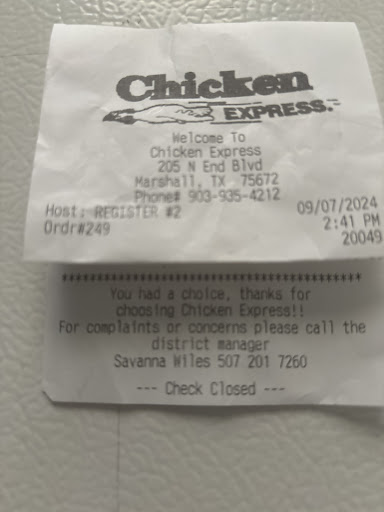 Chicken
EXPRESS.
Welcome To
Chicken Express
205 N End Blvd
Marshall, TX 75672
Phone# 903-935-4212
Host: REGISTER #2 09/07/2024
Ordr#249 2:41 PM
20049
****************************************
You had a choice, thanks for
choosing Chicken Express!!
For complaints or concerns please call the
district manager
Savanna Wiles 507 201 7260
--- Check Closed ---